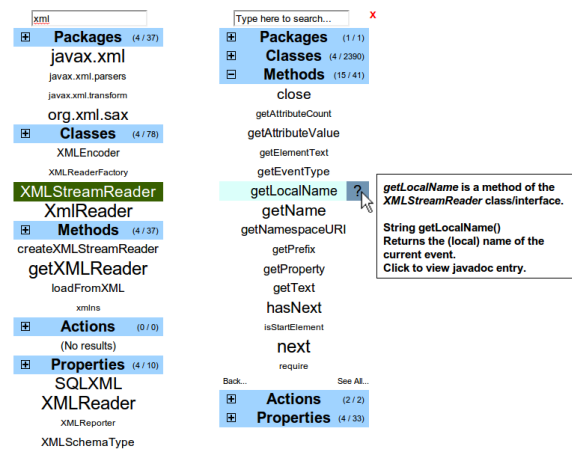 xml
Packages (4 / 37)
javax.xml
javax.xml.parsers
javax.xml.transform
org.xml.sax
Classes (4 / 78)
XMLEncoder
XMLReaderFactory
XMLStreamReader
XmlReader
Methods (4 / 37)
createXMLStreamReader
getXMLReader
loadFromXML
xmlns
Actions (0 / 0)
(No results)
Properties (4 / 10)
SQLXML
XMLReader
XMLReporter
XMLSchemaType
Type here to search...
x
Packages (1 / 1)
Classes (4 / 2390)
Methods (15 / 41)
close
getAttributeCount
getAttributeValue
getElementText
getEventType
getLocalName ?
getName
getNamespaceURI
getPrefix
getProperty
getText
hasNext
isStartElement
next
require
Back... See All...
Actions (2 / 2)
Properties (4 / 33)
getLocalName is a method of the
XMLStreamReader class/interface.
String getLocalName()
Returns the (local) name of the
current event.
Click to view javadoc entry.